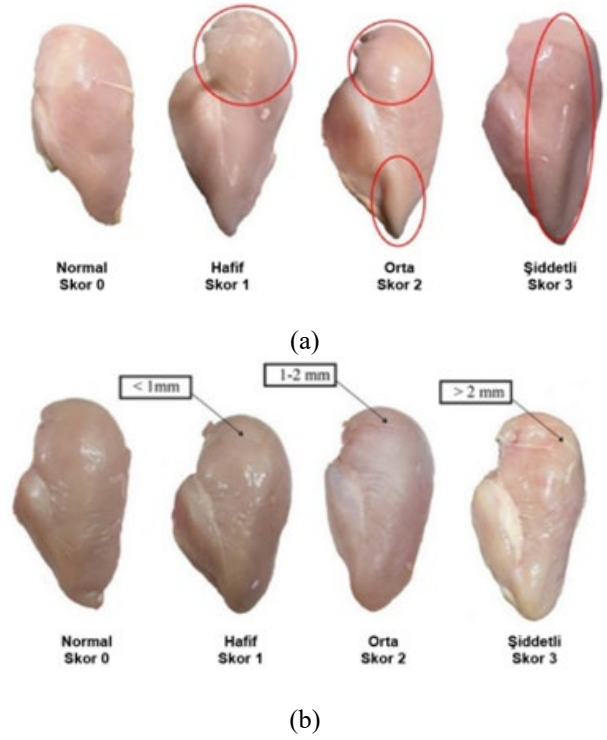 Normal
Skor 0
Hafif
Skor 1
Orta
Skor 2
Şiddetli
Skor 3
(a)
< 1mm
1-2 mm
> 2 mm
Normal
Skor 0
Hafif
Skor 1
Orta
Skor 2
Şiddetli
Skor 3
(b)